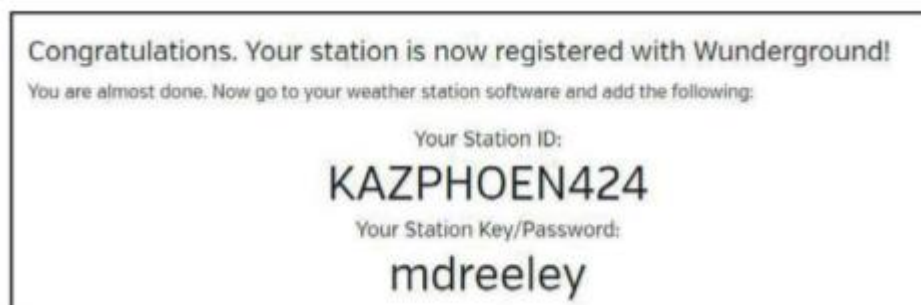 Congratulations. Your station is now registered with Wunderground!
You are almost done. Now go to your weather station software and add the following:
Your Station ID:
KAZPHOEN424
Your Station Key/Password:
mdreeley